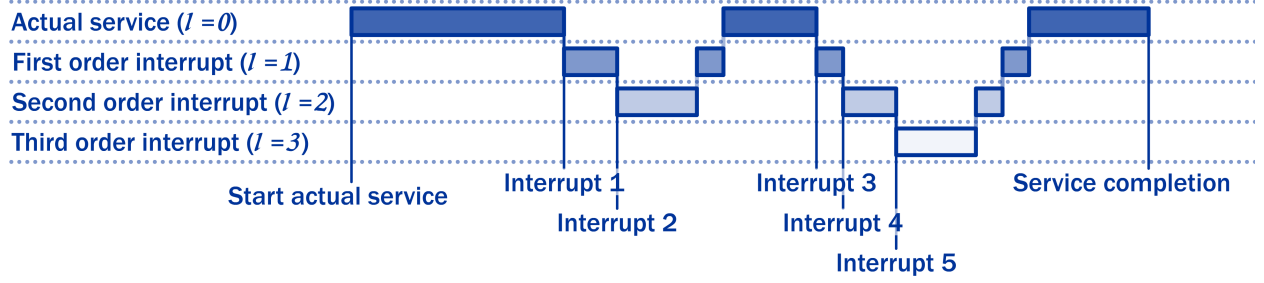 Actual service (l =0)
First order interrupt (l =1)
Second order interrupt (l =2)
Third order interrupt (l =3)
Start actual service
Interrupt 1
Interrupt 2
Interrupt 3
Interrupt 4
Interrupt 5
Service completion